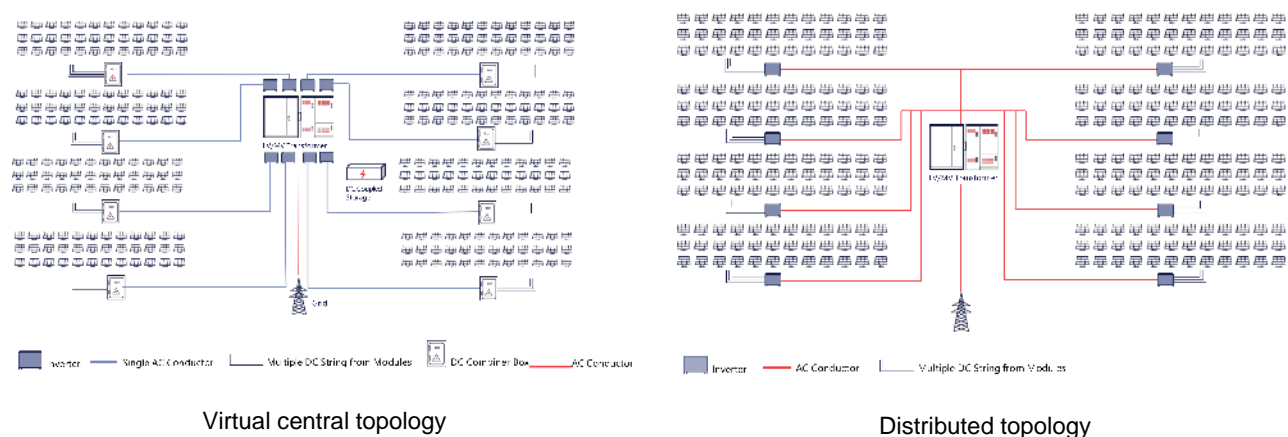 LV/MV Transformer
DC Coupled
Storage
Grid
Inverter
Single AC Conductor
Multiple DC String from Modules
DC Combiner Box
AC Conductor
Virtual central topology
LV/MV Transformer
Inverter
AC Conductor
Multiple DC String from Modules
Distributed topology